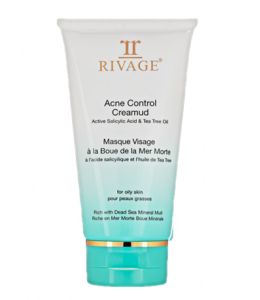 RIVAGE®
Acne Control
Creamud
Active Salicylic Acid & Tea Tree Oil
Masque Visage
à la Boue de la Mer Morte
à l'acide salicylique et l'huile de Tea Tree
for oily skin
pour peaux grasses
Rich with Dead Sea Mineral Mud
Riche en Mer Morte Boue Minérale